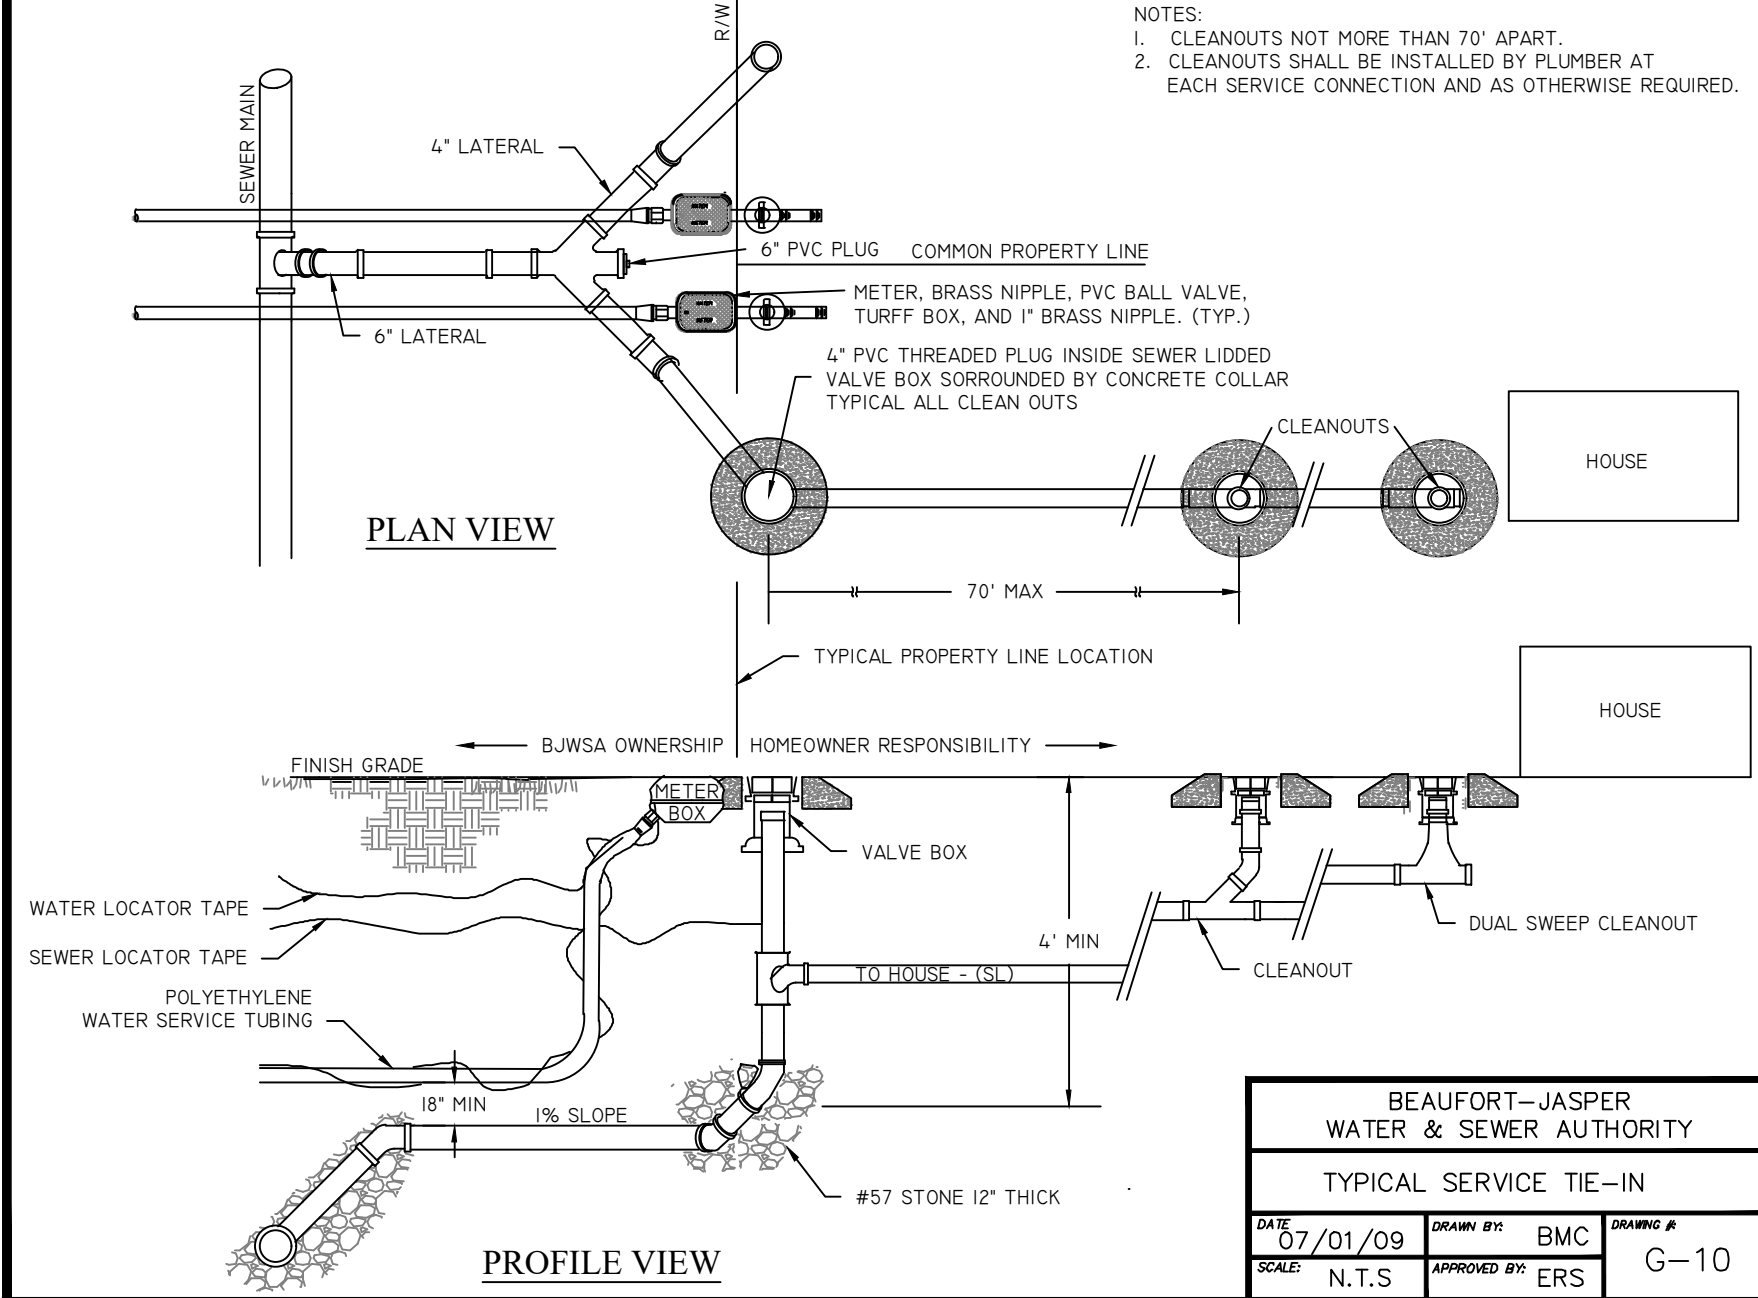 NOTES:
1. CLEANOUTS NOT MORE THAN 70' APART.
2. CLEANOUTS SHALL BE INSTALLED BY PLUMBER AT
EACH SERVICE CONNECTION AND AS OTHERWISE REQUIRED.
R/W
SEWER MAIN
4" LATERAL
6" PVC PLUG
COMMON PROPERTY LINE
METER, BRASS NIPPLE, PVC BALL VALVE,
TURFF BOX, AND 1" BRASS NIPPLE. (TYP.)
6" LATERAL
4" PVC THREADED PLUG INSIDE SEWER LIDDED
VALVE BOX SORROUNDED BY CONCRETE COLLAR
TYPICAL ALL CLEAN OUTS
CLEANOUTS
HOUSE
PLAN VIEW
70' MAX
TYPICAL PROPERTY LINE LOCATION
HOUSE
BJWSA OWNERSHIP
HOMEOWNER RESPONSIBILITY
FINISH GRADE
METER
BOX
VALVE BOX
WATER LOCATOR TAPE
SEWER LOCATOR TAPE
4' MIN
DUAL SWEEP CLEANOUT
CLEANOUT
TO HOUSE - (SL)
POLYETHYLENE
WATER SERVICE TUBING
18" MIN
1% SLOPE
#57 STONE 12" THICK
PROFILE VIEW
BEAUFORT-JASPER
WATER & SEWER AUTHORITY
TYPICAL SERVICE TIE-IN
DATE 07/01/09
DRAWN BY: BMC
DRAWING #: G-10
SCALE: N.T.S
APPROVED BY: ERS